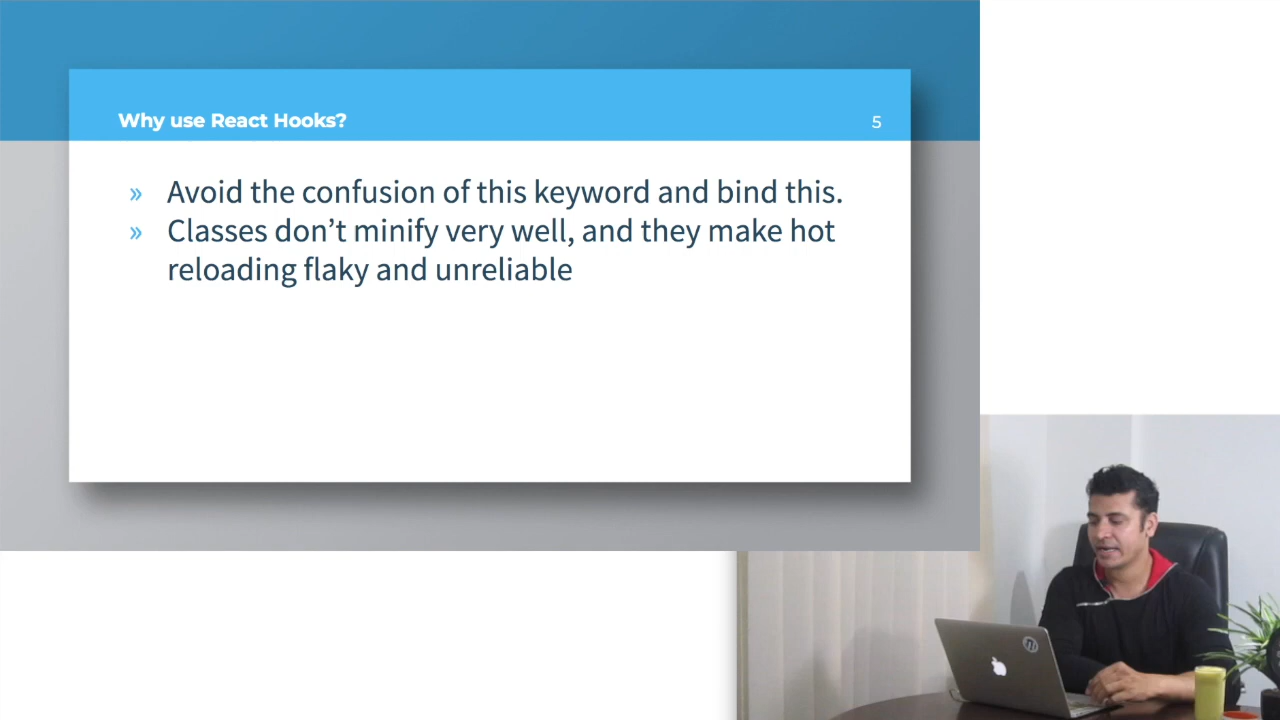 Why use React Hooks?
5
» Avoid the confusion of this keyword and bind this.
» Classes don’t minify very well, and they make hot
reloading flaky and unreliable